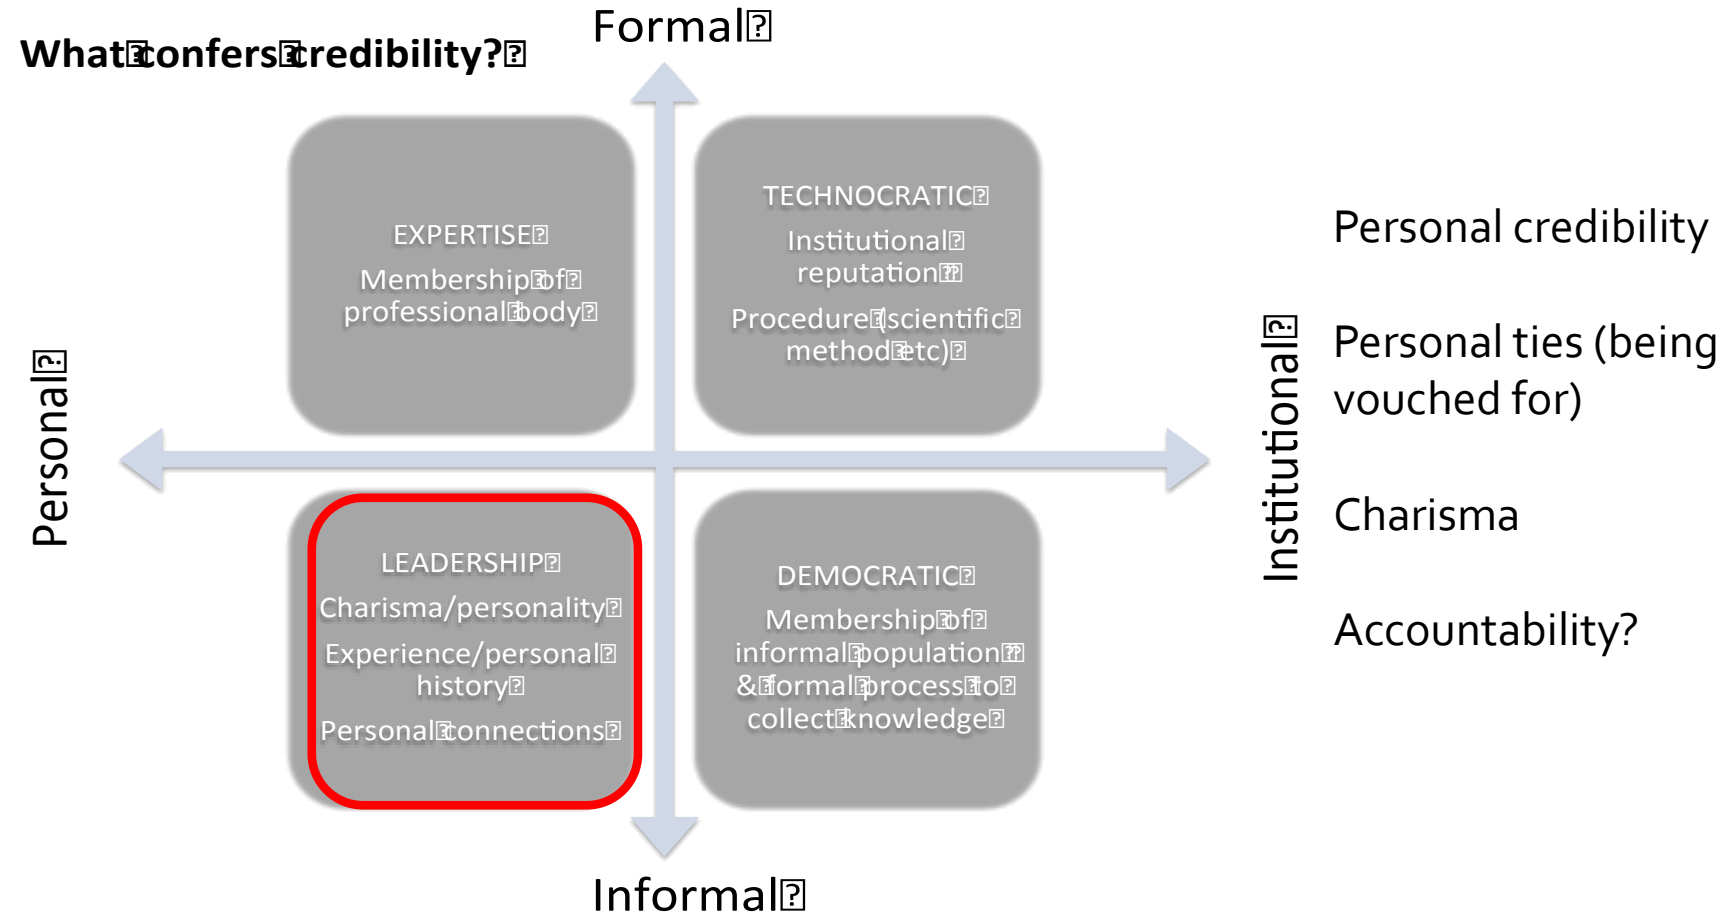 What confers credibility?
Formal
EXPERTISE
Membership of
professional body
TECHNOCRATIC
Institutional
reputation
Procedure (scientific
method etc)
Personal
Institutional
LEADERSHIP
Charisma/personality
Experience/personal
history
Personal connections
DEMOCRATIC
Membership of
informal population
& formal process to
collect knowledge
Informal
Personal credibility
Personal ties (being
vouched for)
Charisma
Accountability?